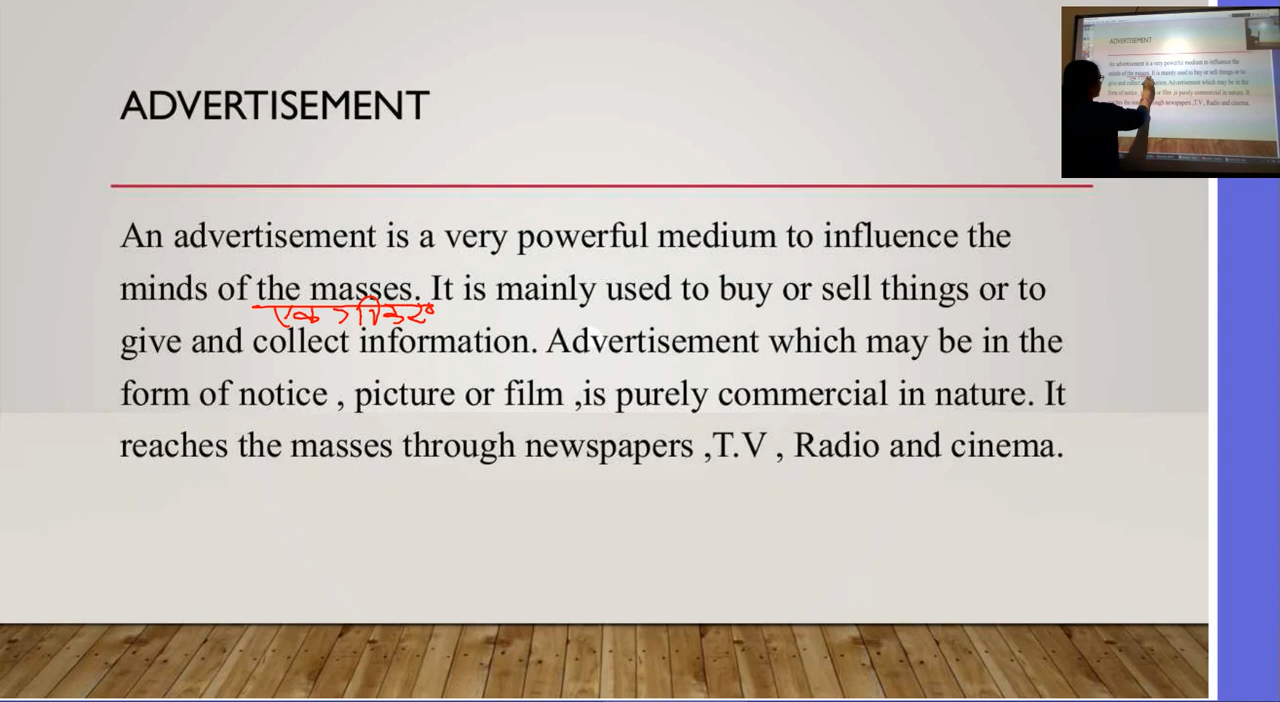 ADVERTISEMENT
An advertisement is a very powerful medium to influence the
minds of the masses. It is mainly used to buy or sell things or to
give and collect information. Advertisement which may be in the
form of notice , picture or film ,is purely commercial in nature. It
reaches the masses through newspapers ,T.V , Radio and cinema.